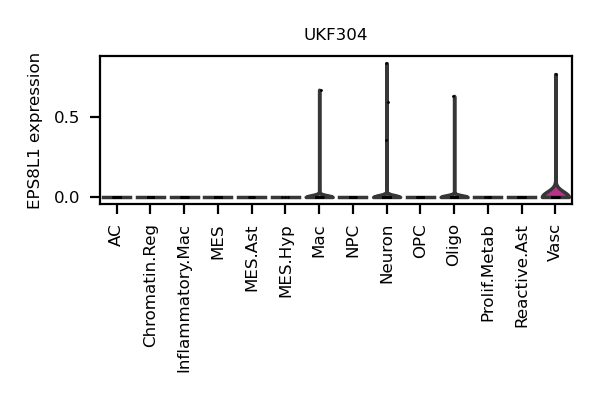 UKF304
EPS8L1 expression
0.5
0.0
AC
Chromatin.Reg
Inflammatory.Mac
MES
MES.Ast
MES.Hyp
Mac
NPC
Neuron
OPC
Oligo
Prolif.Metab
Reactive.Ast
Vasc